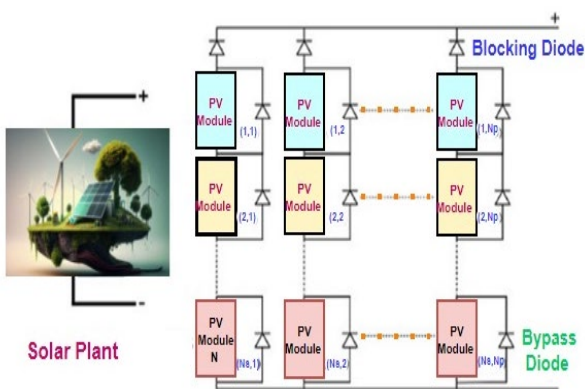 +
Blocking Diode
+
PV
Module
(1,1)
PV
Module
(1,2
PV
Module
(1,Np)
PV
Module
(2,1)
PV
Module
(2,2
PV
Module
(2,Np)
-
PV
Module
N
(Ns,1)
PV
Module
(Ns,2)
PV
Module
(Ns,Np)
Solar Plant
Bypass
Diode